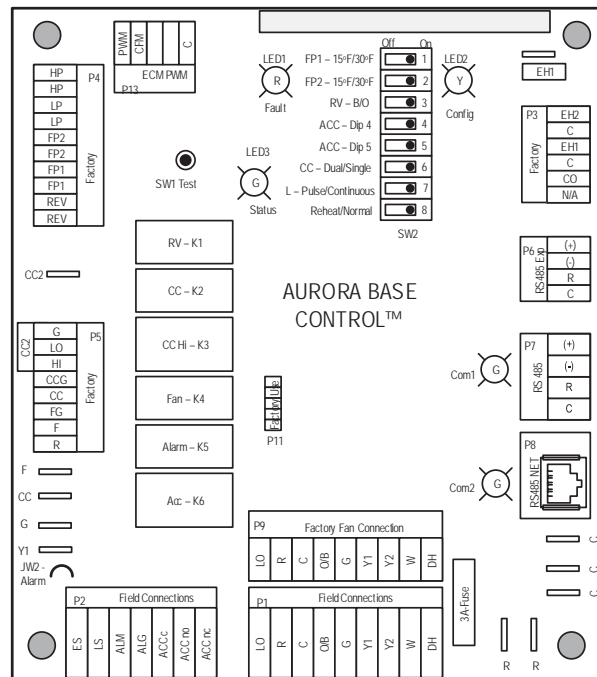 PWM
CFM
C
ECM PWM
P13
LED1
R
Fault
Off
On
FP1 – 15ºF/30ºF
1
FP2 – 15ºF/30ºF
2
RV – B/O
3
ACC – Dip 4
4
ACC – Dip 5
5
CC – Dual/Single
6
L – Pulse/Continuous
7
Reheat/Normal
8
SW2
LED2
Y
Config
EH1
HP
HP
LP
LP
FP2
FP2
FP1
FP1
REV
REV
P4
Factory
SW1 Test
LED3
G
Status
P3
Factory
EH2
C
EH1
C
CO
N/A
RV – K1
CC – K2
CC Hi – K3
Fan – K4
Alarm – K5
Acc – K6
AURORA BASE
CONTROL™
P6
RS485 Exp
(+)
(-)
R
C
CC2
CC2
G
LO
HI
CCG
CC
FG
F
R
P5
Factory
Factory Use
P11
Com1
G
P7
RS 485
(+)
(-)
R
C
P8
RS485 NET
Com2
G
F
CC
G
Y1
JW2 -
Alarm
P9
Factory Fan Connection
LO
R
C
O/B
G
Y1
Y2
W
DH
P2
Field Connections
ES
LS
ALM
ALG
ACC c
ACC no
ACC nc
P1
Field Connections
LO
R
C
O/B
G
Y1
Y2
W
DH
3A-Fuse
C
C
C
R
R